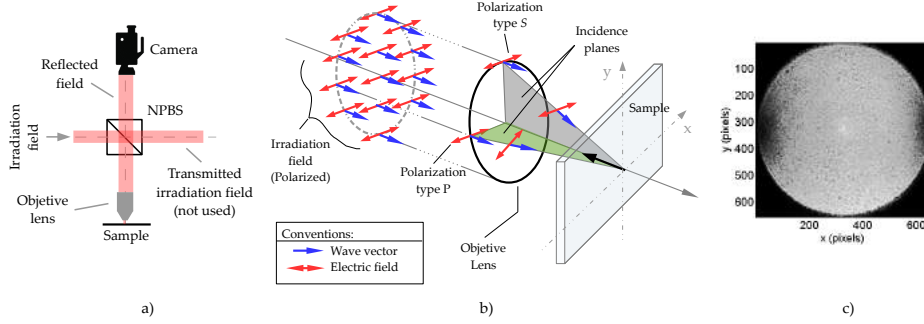 a)
Camera
Reflected
field
NPBS
Irradiation
field
Transmitted
irradiation field
(not used)
Objetive
lens
Sample
b)
Polarization
type S
Incidence
planes
y
Sample
x
Irradiation
field
(Polarized)
Polarization
type P
Objetive
Lens
Conventions:
Wave vector
Electric field
c)
100
200
300
400
500
600
y (pixels)
200
400
600
x (pixels)
a)
b)
c)